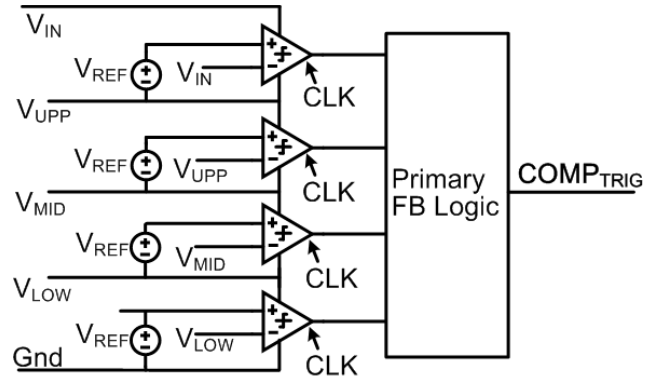 V_IN
V_REF
V_IN
CLK
V_UPP
V_REF
V_UPP
CLK
V_MID
V_REF
V_MID
CLK
V_LOW
V_REF
V_LOW
CLK
Gnd
Primary
FB Logic
COMP_TRIG